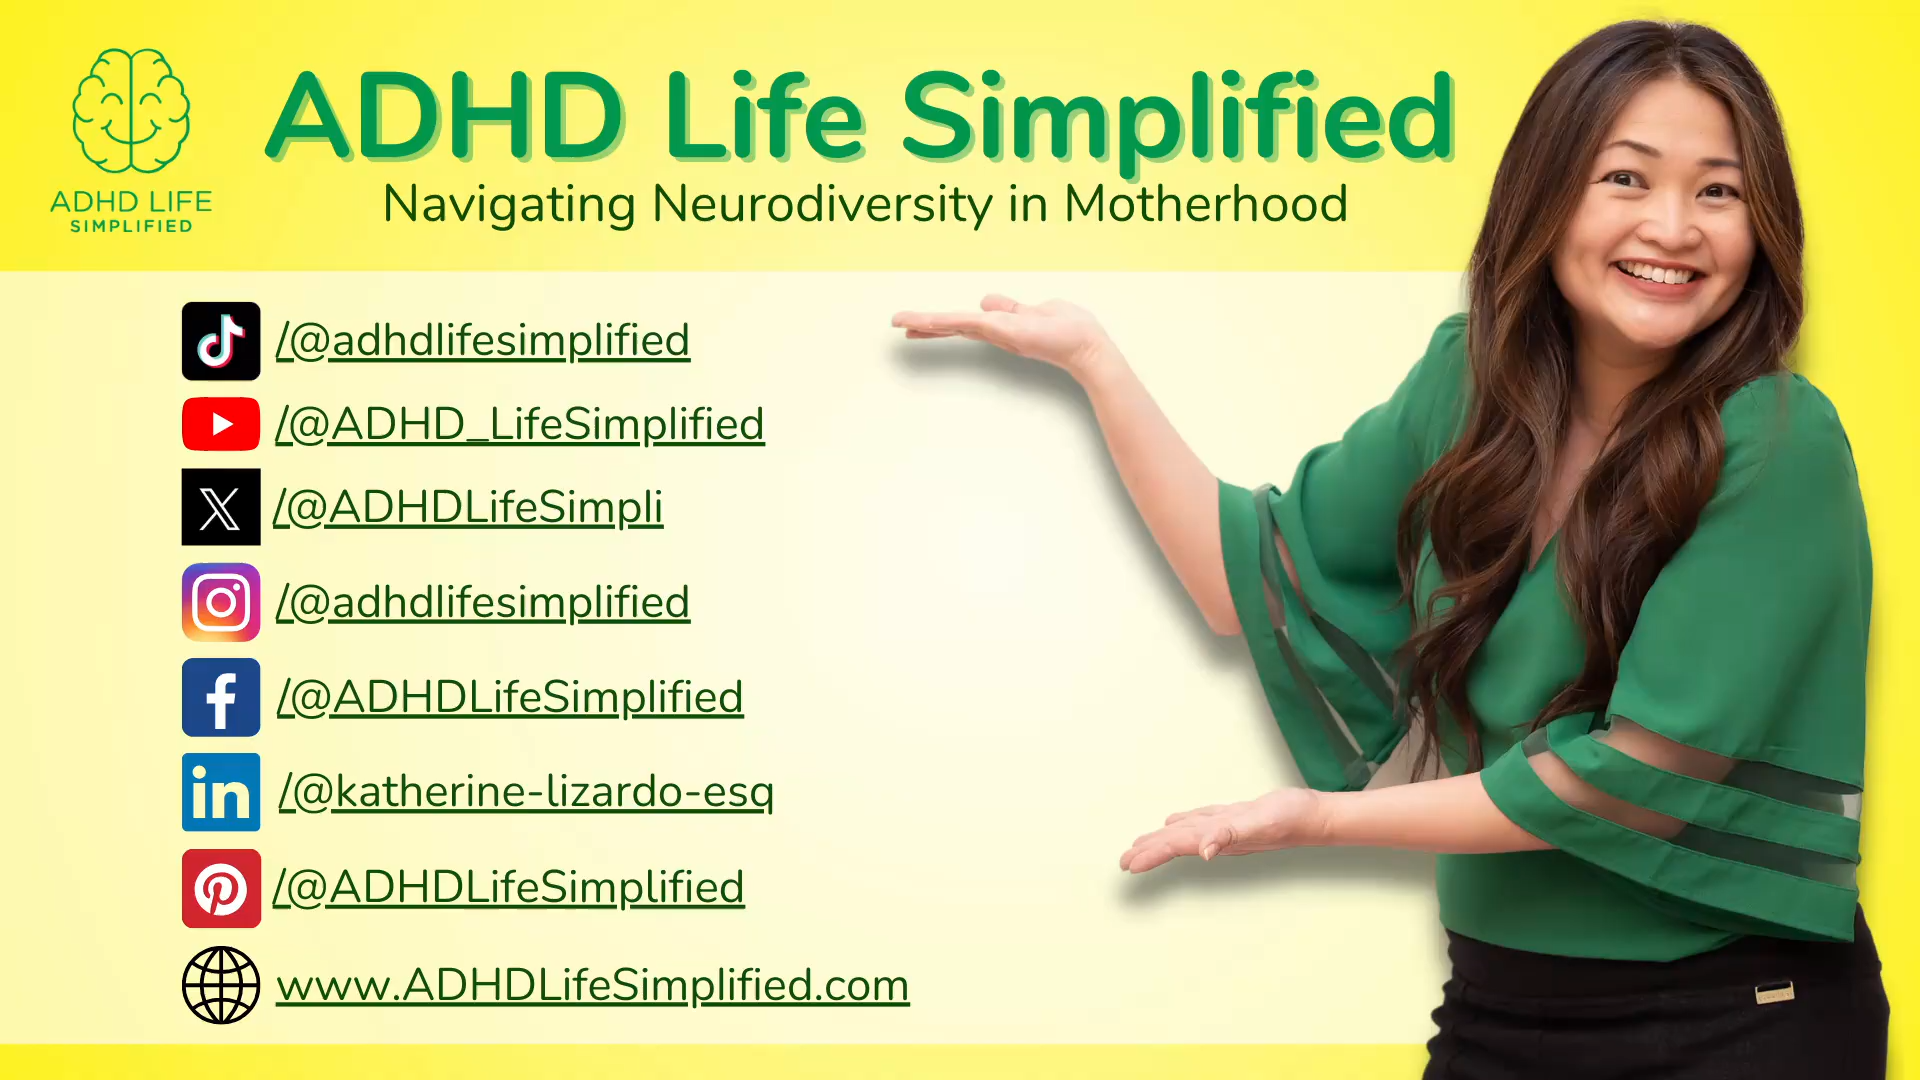 ADHD LIFE
SIMPLIFIED
ADHD Life Simplified
Navigating Neurodiversity in Motherhood
/@adhdlifesimplified
/@ADHD_LifeSimplified
/@ADHDLifeSimpli
/@adhdlifesimplified
/@ADHDLifeSimplified
in
/@katherine-lizardo-esq
/@ADHDLifeSimplified
www.ADHDLifeSimplified.com